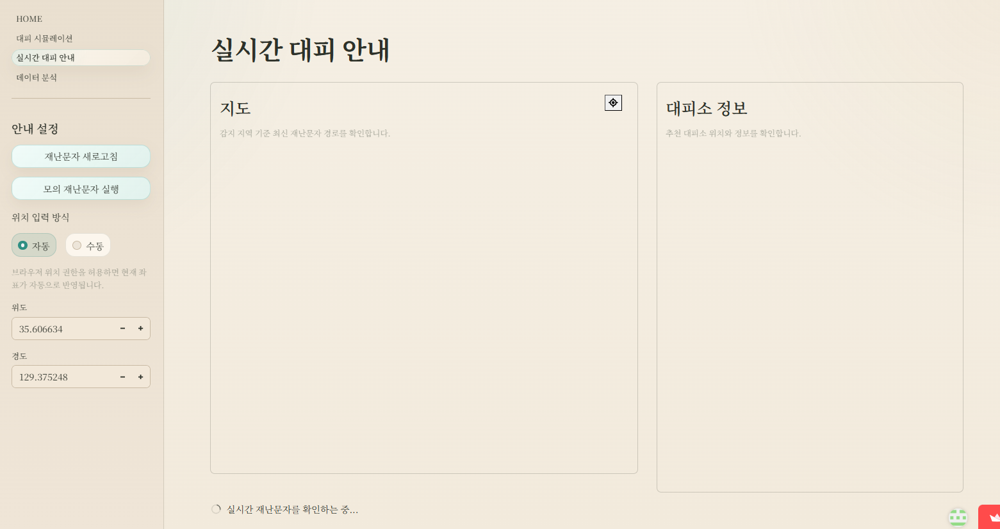 HOME
대피 시뮬레이션
실시간 대피 안내
데이터 분석
안내 설정
재난문자 새로고침
모의 재난문자 실행
위치 입력 방식
자동
수동
브라우저 위치 권한을 허용하면 현재 좌
표가 자동으로 반영됩니다.
위도
35.606634
경도
129.375248
실시간 대피 안내
지도
감지 지역 기준 최신 재난문자 경로를 확인합니다.
대피소 정보
추천 대피소 위치와 정보를 확인합니다.
실시간 재난문자를 확인하는 중...